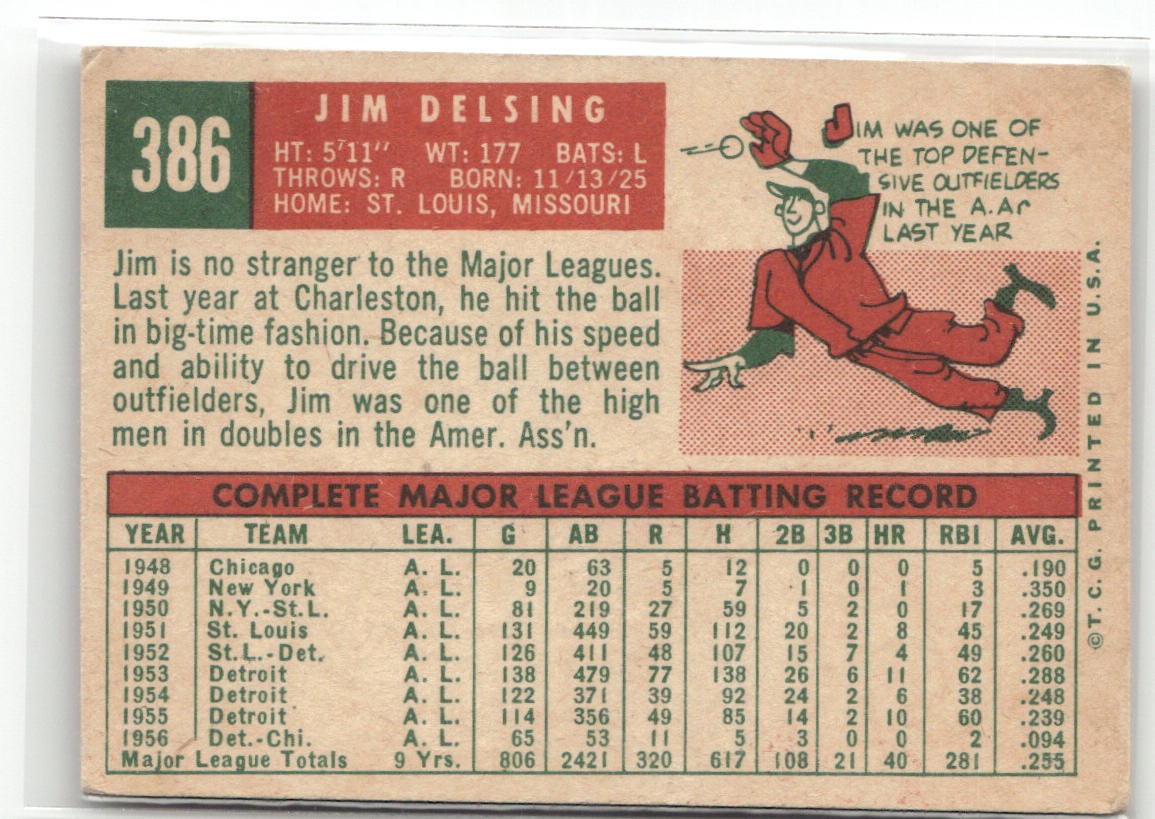 386
JIM DELSING
HT: 5'11" WT: 177 BATS: L
THROWS: R BORN: 11/13/25
HOME: ST. LOUIS, MISSOURI
JIM WAS ONE OF
THE TOP DEFEN-
SIVE OUTFIELDERS
IN THE A.A.
LAST YEAR
Jim is no stranger to the Major Leagues.
Last year at Charleston, he hit the ball
in big-time fashion. Because of his speed
and ability to drive the ball between
outfielders, Jim was one of the high
men in doubles in the Amer. Ass'n.
COMPLETE MAJOR LEAGUE BATTING RECORD
YEAR TEAM LEA. G AB R H 2B 3B HR RBI AVG.
1948 Chicago A. L. 20 63 5 12 0 0 0 5 .190
1949 New York A. L. 9 20 5 7 1 0 1 3 .350
1950 N.Y.-St.L. A. L. 81 219 27 59 5 2 0 17 .269
1951 St. Louis A. L. 131 449 59 112 20 2 8 45 .249
1952 St.L.-Det. A. L. 126 411 48 107 15 7 4 49 .260
1953 Detroit A. L. 138 479 77 138 26 6 11 62 .288
1954 Detroit A. L. 122 371 39 92 24 2 6 38 .248
1955 Detroit A. L. 114 356 49 85 14 2 10 60 .239
1956 Det.-Chi. A. L. 65 53 11 5 3 0 0 2 .094
Major League Totals 9 Yrs. 806 2421 320 617 108 21 40 281 .255
©T. C. G. PRINTED IN U.S.A.